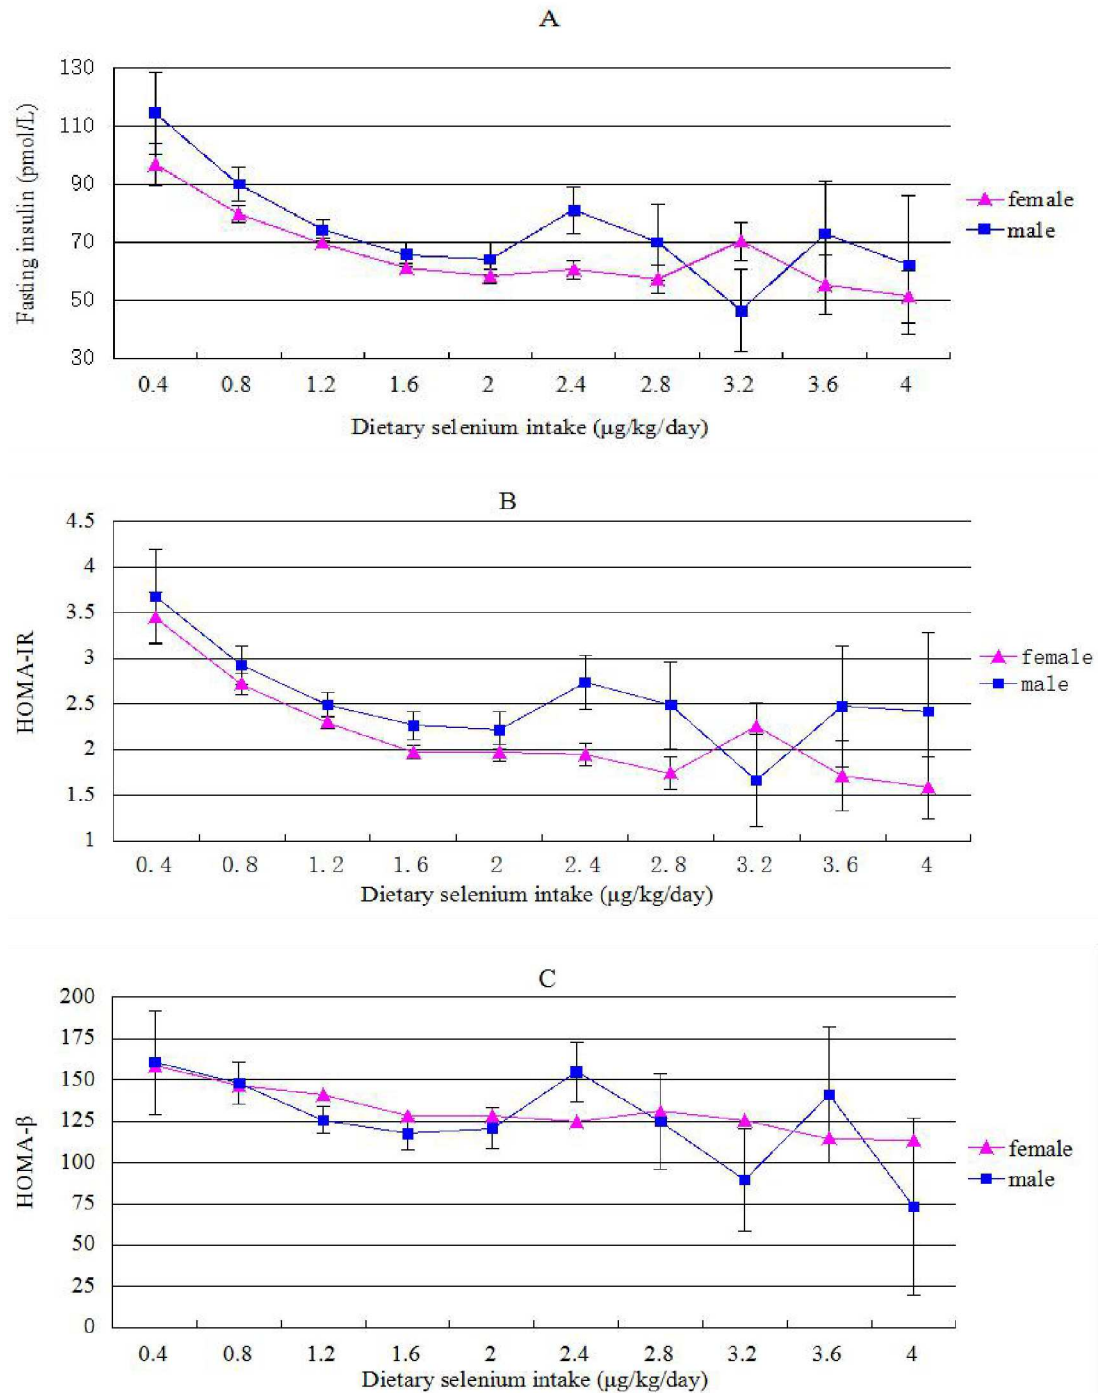 A
130
110
90
70
50
30
Fasting insulin (pmol/L)
0.4 0.8 1.2 1.6 2 2.4 2.8 3.2 3.6 4
Dietary selenium intake (µg/kg/day)
female
male
B
4.5
4
3.5
3
2.5
2
1.5
1
HOMA-IR
0.4 0.8 1.2 1.6 2 2.4 2.8 3.2 3.6 4
Dietary selenium intake (µg/kg/day)
female
male
C
200
175
150
125
100
75
50
25
0
HOMA-β
0.4 0.8 1.2 1.6 2 2.4 2.8 3.2 3.6 4
Dietary selenium intake (µg/kg/day)
female
male